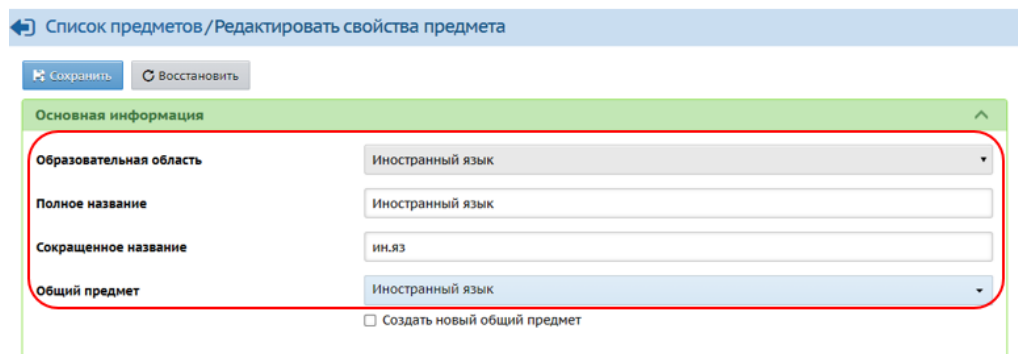 Список предметов/Редактировать свойства предмета
Сохранить Восстановить
Основная информация
Образовательная область Иностранный язык
Полное название Иностранный язык
Сокращенное название ин.яз
Общий предмет Иностранный язык
Создать новый общий предмет